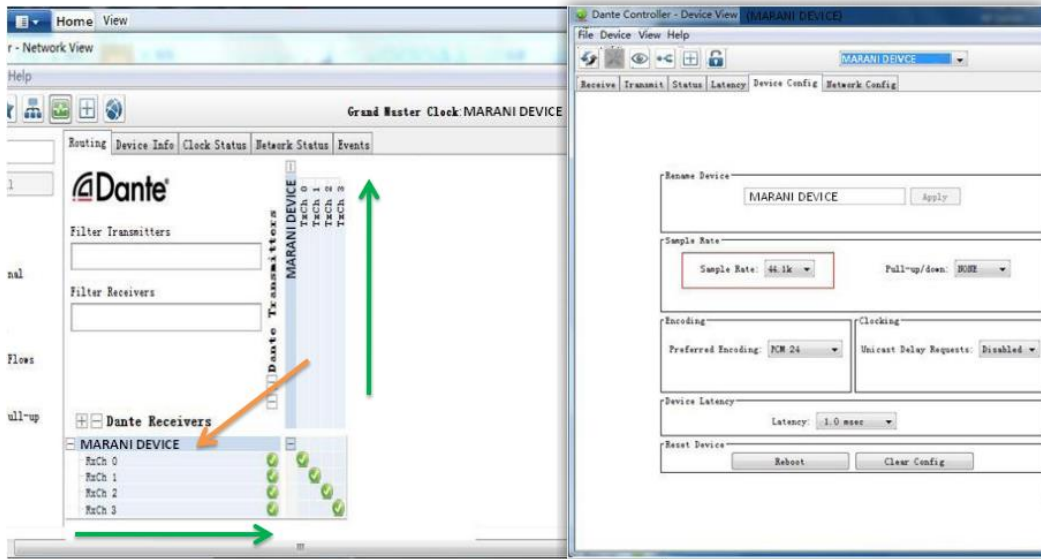 Home View
r - Network View
Help
Grand Master Clock: MARANI DEVICE
Routing Device Info Clock Status Network Status Events
Dante
MARANI DEVICE
TxCh 0
TxCh 1
TxCh 2
TxCh 3
Dante Transmitters
Filter Transmitters
Filter Receivers
nal
Flows
ull-up
Dante Receivers
MARANI DEVICE
RxCh 0
RxCh 1
RxCh 2
RxCh 3
Dante Controller - Device View (MARANI DEVICE)
File Device View Help
MARANI DEIVCE
Receive Transmit Status Latency Device Config Network Config
Rename Device
MARANI DEVICE Apply
Sample Rate
Sample Rate: 44.1k Pull-up/down: NONE
Encoding
Preferred Encoding: PCM 24
Clocking
Unicast Delay Requests: Disabled
Device Latency
Latency: 1.0 msec
Reset Device
Reboot Clear Config